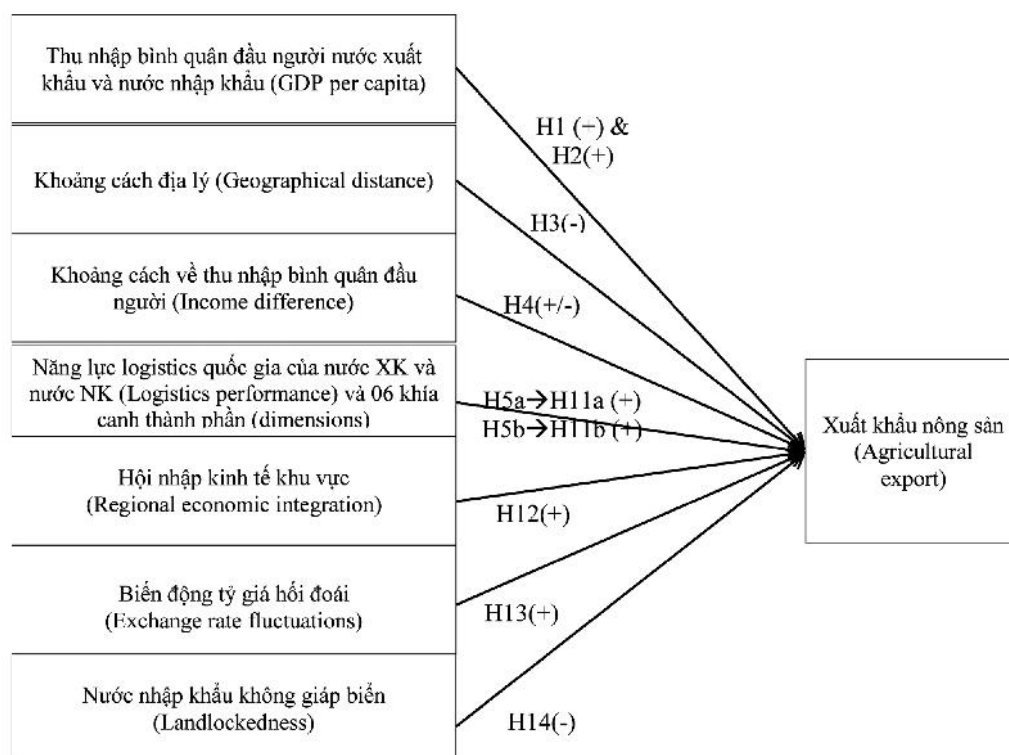 Thu nhập bình quân đầu người nước xuất
khẩu và nước nhập khẩu (GDP per capita)
H1 (+) &
H2(+)
Khoảng cách địa lý (Geographical distance)
H3(-)
Khoảng cách về thu nhập bình quân đầu
người (Income difference)
H4(+/-)
Năng lực logistics quốc gia của nước XK và
nước NK (Logistics performance) và 06 khía
cạnh thành phần (dimensions)
H5a→H11a (+)
H5b→H11b (+)
Xuất khẩu nông sản
(Agricultural
export)
Hội nhập kinh tế khu vực
(Regional economic integration)
H12(+)
Biến động tỷ giá hối đoái
(Exchange rate fluctuations)
H13(+)
Nước nhập khẩu không giáp biển
(Landlockedness)
H14(-)